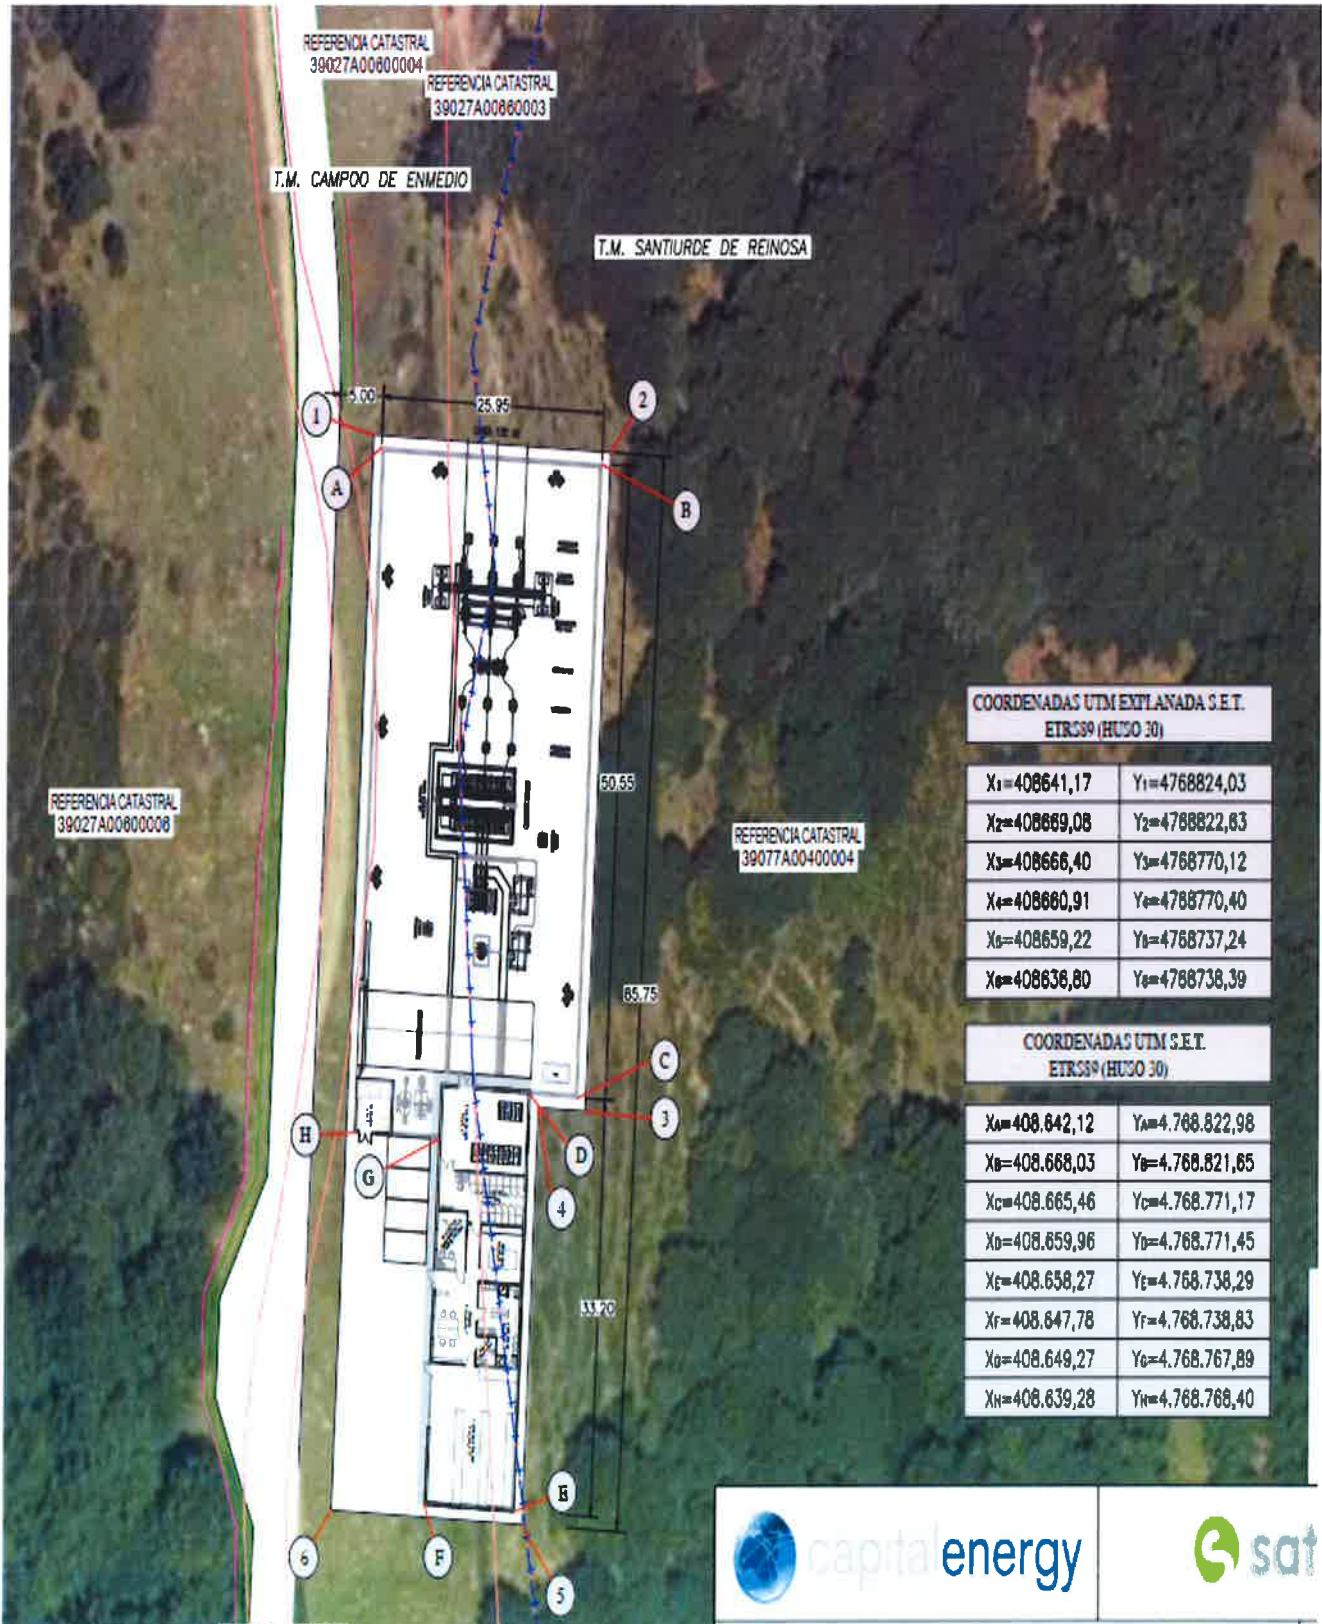 REFERENCIA CATASTRAL
39027A00600004
REFERENCIA CATASTRAL
39027A00660003
T.M. CAMPOO DE ENMEDIO
T.M. SANTIURDE DE REINOSA
5.00
25.95
1
2
A
B
50.55
REFERENCIA CATASTRAL
39027A00600006
REFERENCIA CATASTRAL
39077A00400004
85.75
C
3
H
G
D
4
33.20
E
6
F
5
COORDENADAS UTM EXPLANADA S.E.T.
ETRS89 (HUSO 30)
X1=408641,17 Y1=4768824,03
X2=408669,08 Y2=4768822,63
X3=408666,40 Y3=4768770,12
X4=408660,91 Y4=4768770,40
X5=408659,22 Y5=4768737,24
X6=408636,80 Y6=4768738,39
COORDENADAS UTM S.E.T.
ETRS89 (HUSO 30)
XA=408.642,12 YA=4.768.822,98
XB=408.668,03 YB=4.768.821,65
XC=408.665,46 YC=4.768.771,17
XD=408.659,96 YD=4.768.771,45
XE=408.658,27 YE=4.768.738,29
XF=408.647,78 YF=4.768.738,83
XG=408.649,27 YG=4.768.767,89
XH=408.639,28 YH=4.768.768,40
capital energy
sat